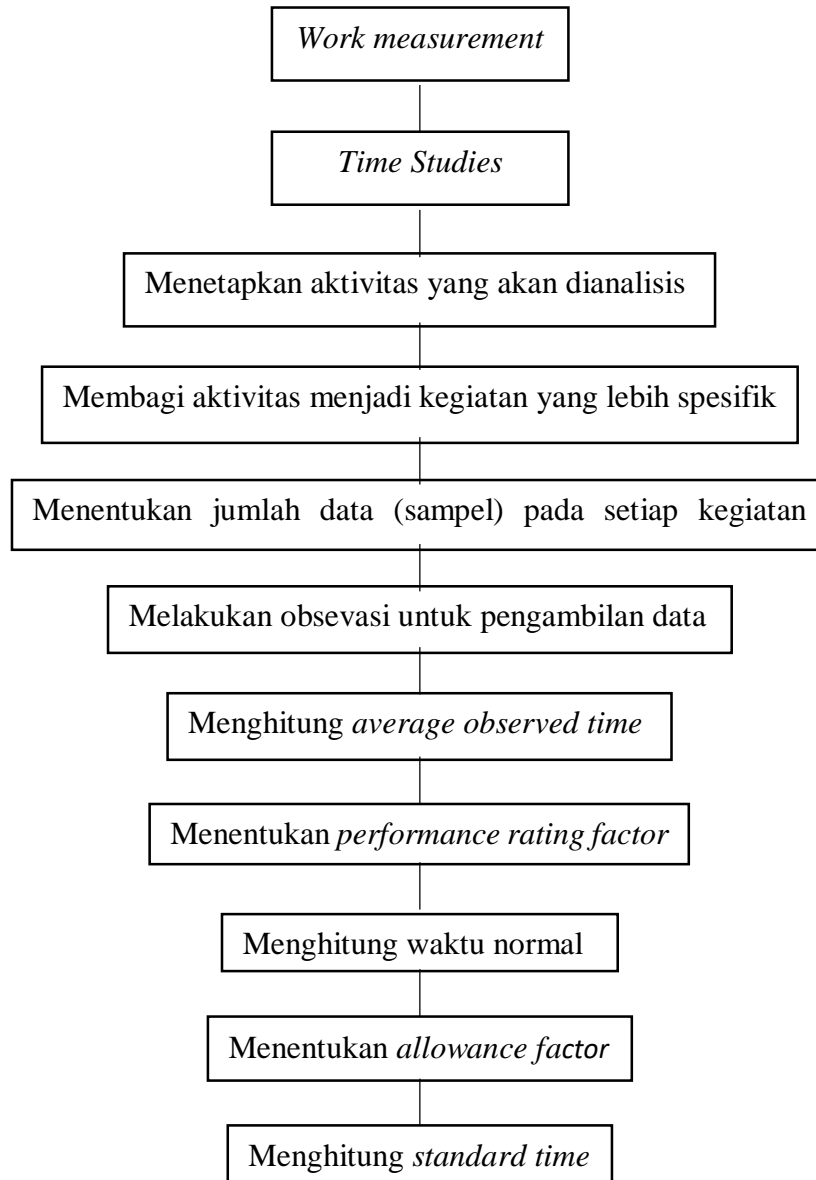 Work measurement
Time Studies
Menetapkan aktivitas yang akan dianalisis
Membagi aktivitas menjadi kegiatan yang lebih spesifik
Menentukan jumlah data (sampel) pada setiap kegiatan
Melakukan obsevasi untuk pengambilan data
Menghitung average observed time
Menentukan performance rating factor
Menghitung waktu normal
Menentukan allowance factor
Menghitung standard time